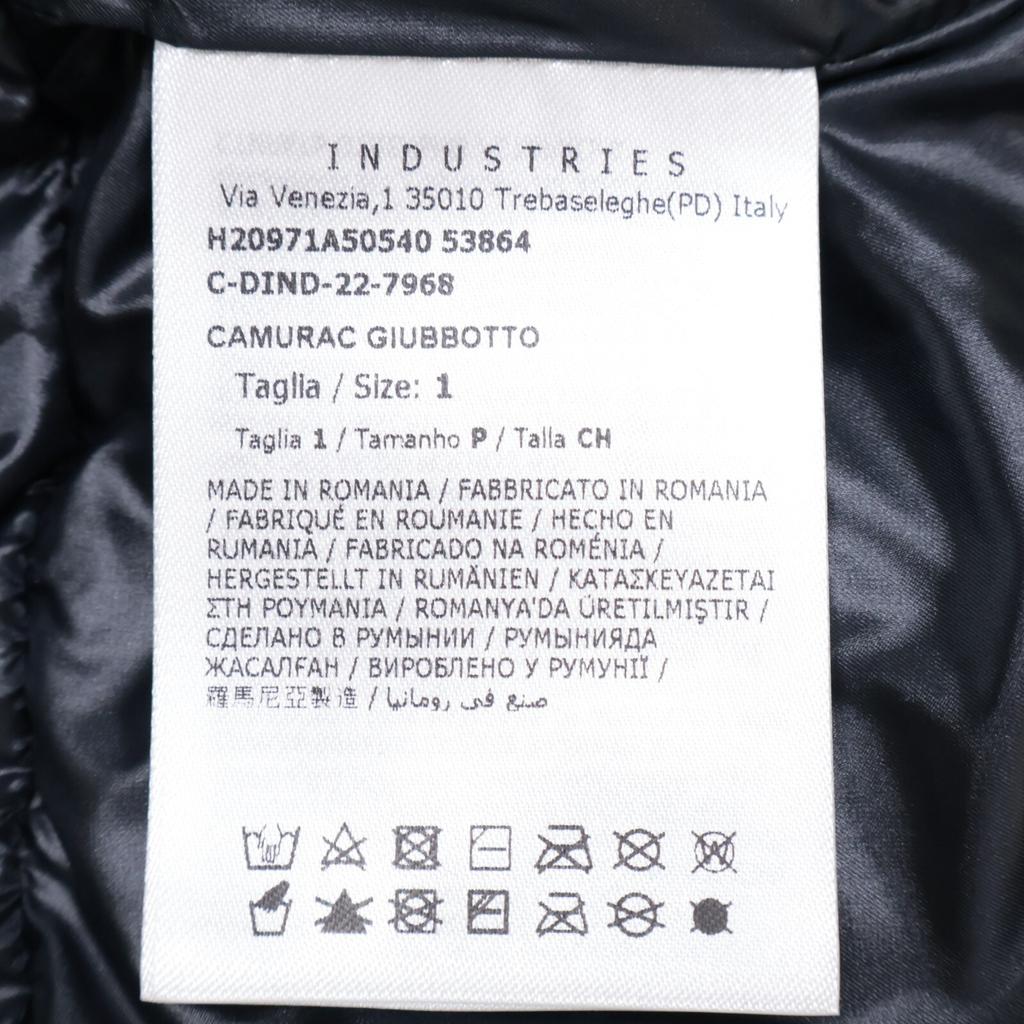 INDUSTRIES
Via Venezia,1 35010 Trebaseleghe(PD) Italy
H20971A50540 53864
C-DIND-22-7968
CAMURAC GIUBBOTTO
Taglia / Size: 1
Taglia 1 / Tamanho P / Talla CH
MADE IN ROMANIA / FABBRICATO IN ROMANIA
/ FABRIQUÉ EN ROUMANIE / HECHO EN
RUMANIA / FABRICADO NA ROMÉNIA /
HERGESTELLT IN RUMÄNIEN / ΚΑΤΑΣΚΕΥΑΖΕΤΑΙ
ΣΤΗ ΡΟΥΜΑΝΙΑ / ROMANYA'DA ÜRETILMIŞTIR /
СДЕЛАНО В РУМЫНИИ / РУМЫНИЯДА
ЖАСАЛҒАН / ВИРОБЛЕНО У РУМУНІЇ /
羅馬尼亞製造 / صنع في رومانيا